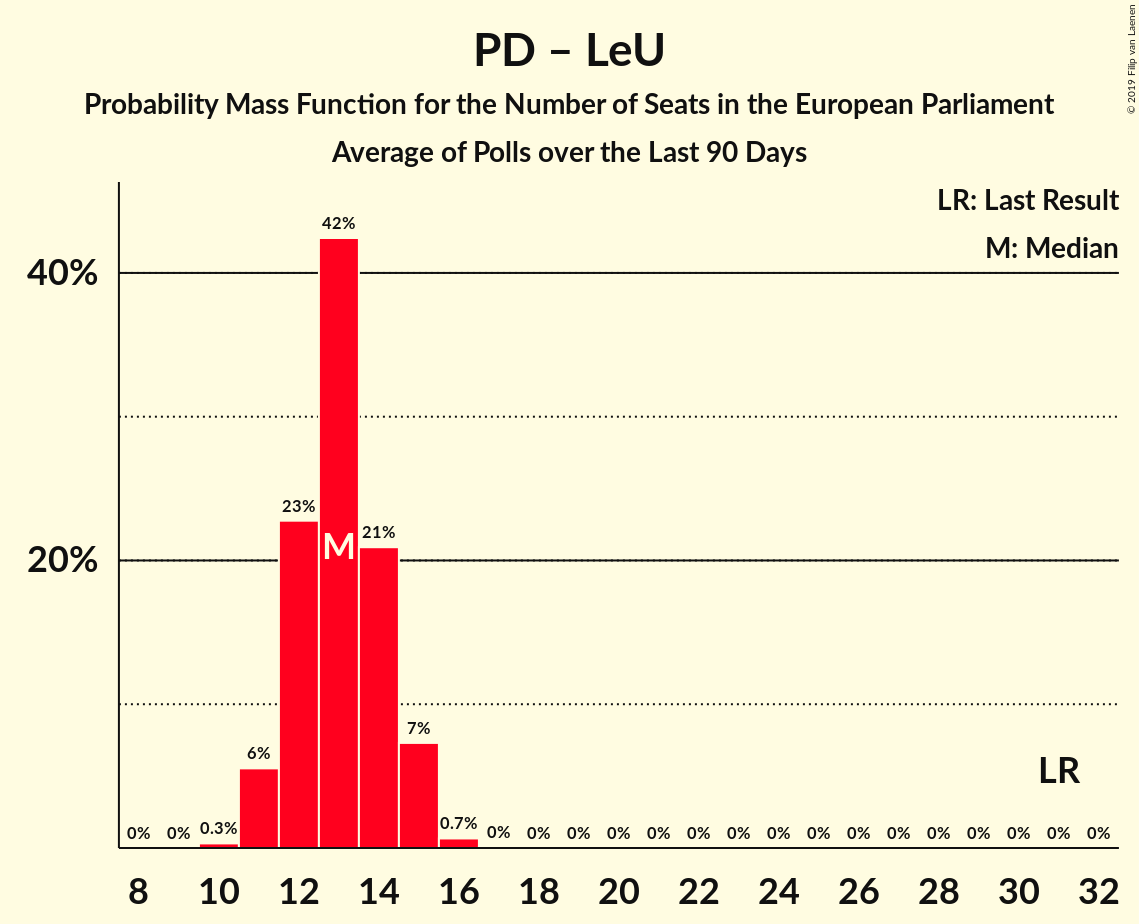 PD – LeU
Probability Mass Function for the Number of Seats in the European Parliament
Average of Polls over the Last 90 Days
© 2019 Filip van Laenen
LR: Last Result
M: Median
40%
20%
0% 0% 0.3% 6% 23% 42% 21% 7% 0.7% 0% 0% 0% 0% 0% 0% 0% 0% 0% 0% 0% 0% 0% 0% 0% 0%
M
LR
8 10 12 14 16 18 20 22 24 26 28 30 32